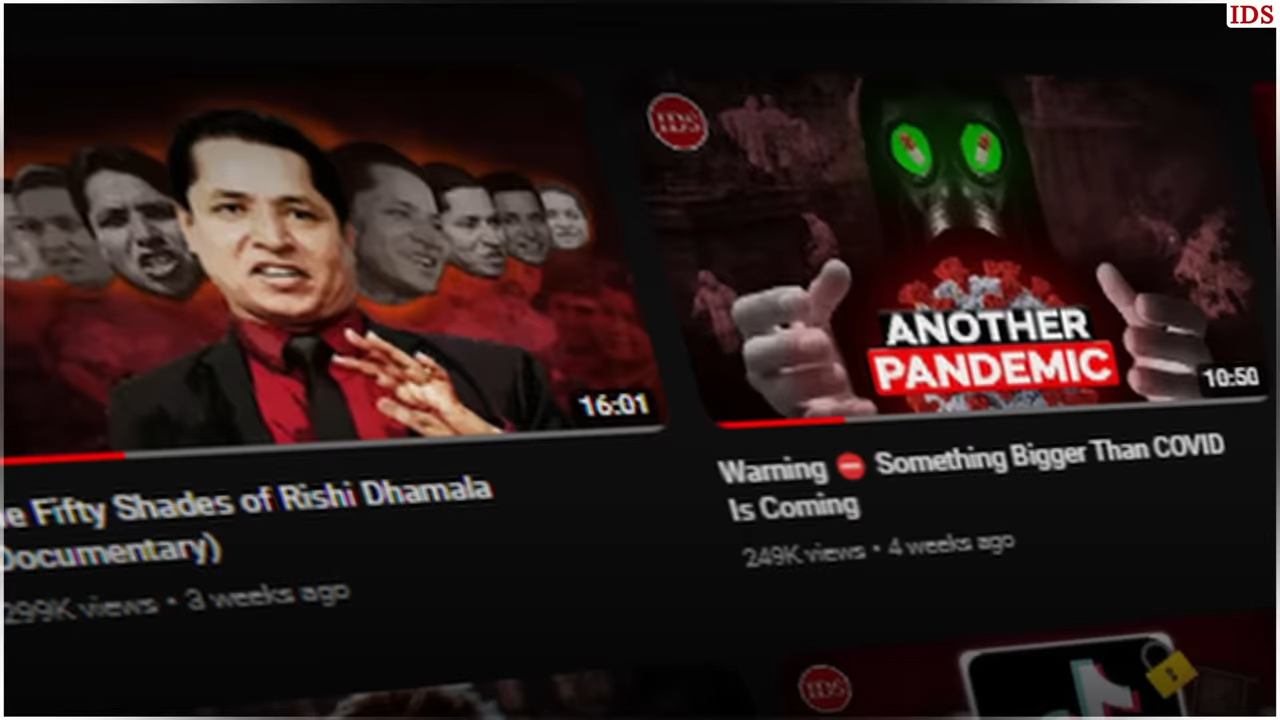 IDS
IDS
ANOTHER
PANDEMIC
16:01
10:50
e Fifty Shades of Rishi Dhamala
Documentary)
299K views • 3 weeks ago
Warning ⛔ Something Bigger Than COVID
Is Coming
249K views • 4 weeks ago
IDS